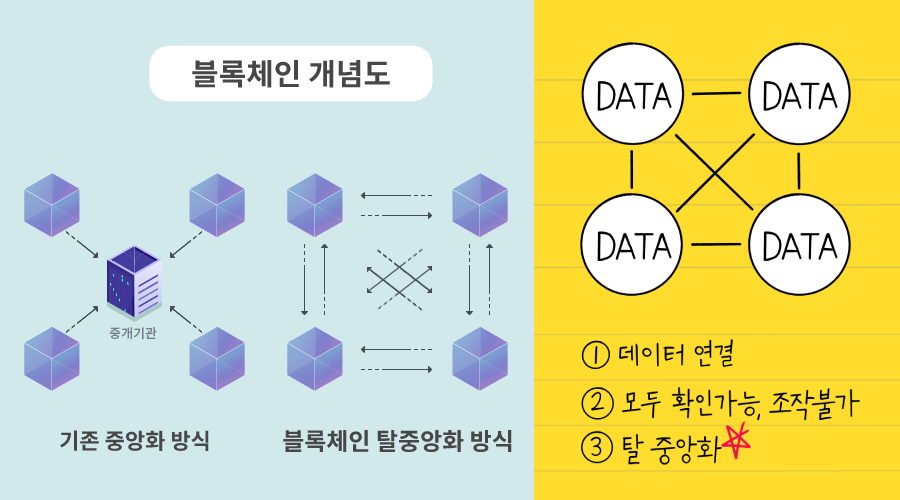 블록체인 개념도
중개기관
기존 중앙화 방식
블록체인 탈중앙화 방식
DATA
DATA
DATA
DATA
① 데이터 연결
② 모두 확인가능, 조작불가
③ 탈 중앙화